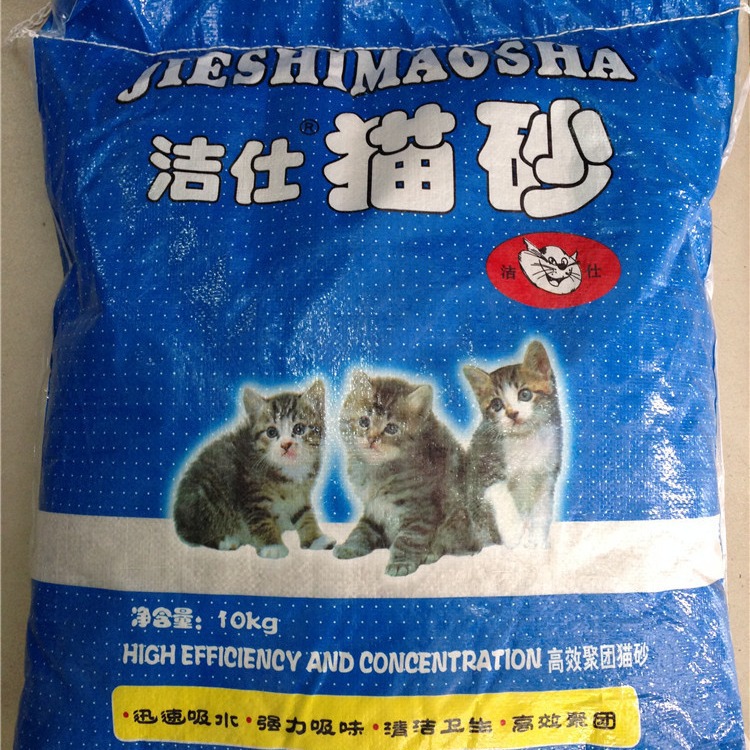 JIESHIMAOSHA
洁仕®猫砂
洁 仕
净含量: 10kg
HIGH EFFICIENCY AND CONCENTRATION 高效聚团猫砂
·迅速吸水·强力吸味·清洁卫生·高效聚团